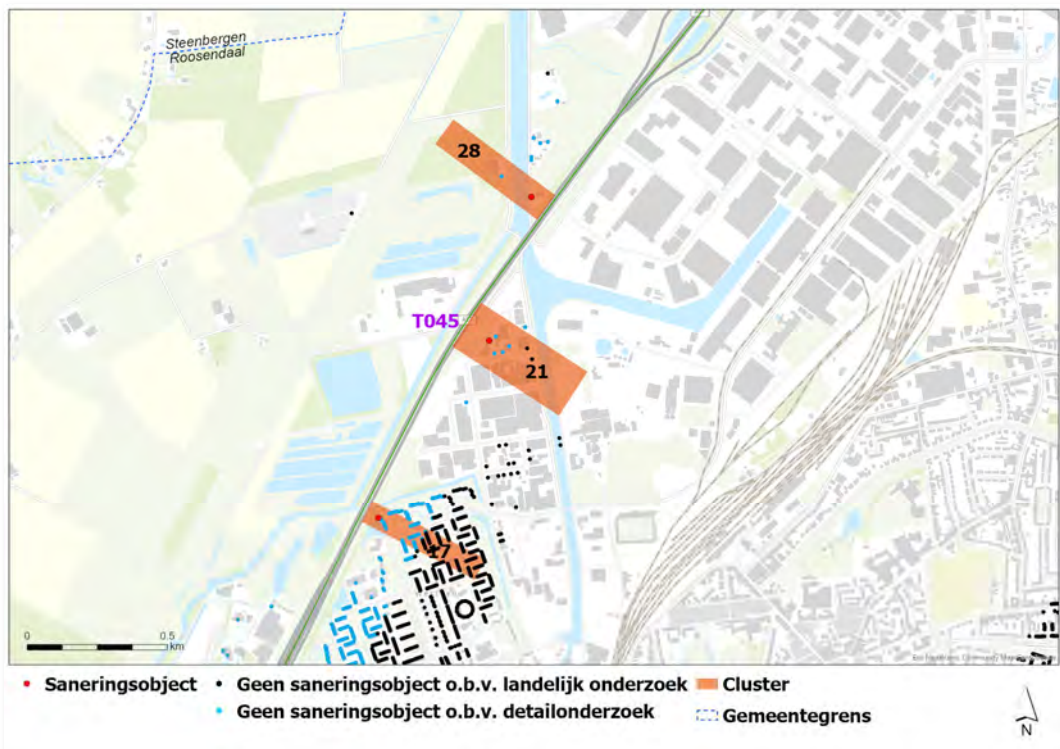 Steenbergen
Roosendaal
28
T045
21
17
0 0.5
km
Saneringsobject
Geen saneringsobject o.b.v. landelijk onderzoek
Cluster
Geen saneringsobject o.b.v. detailonderzoek
Gemeentegrens
N